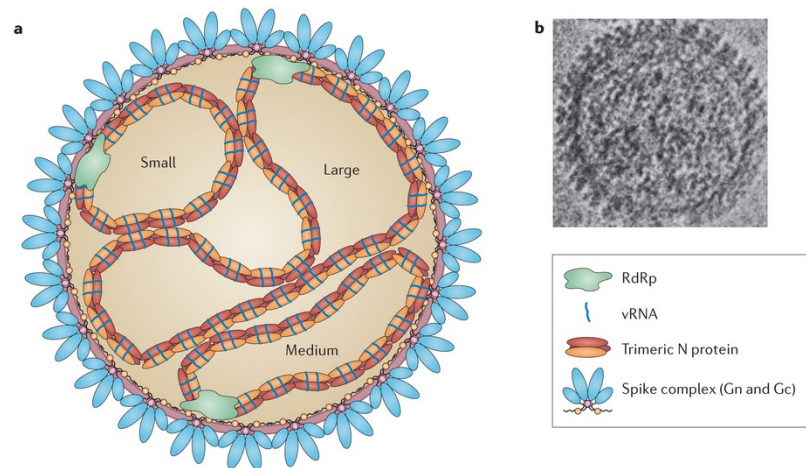 a
b
Small
Large
Medium
RdRp
vRNA
Trimeric N protein
Spike complex (Gn and Gc)